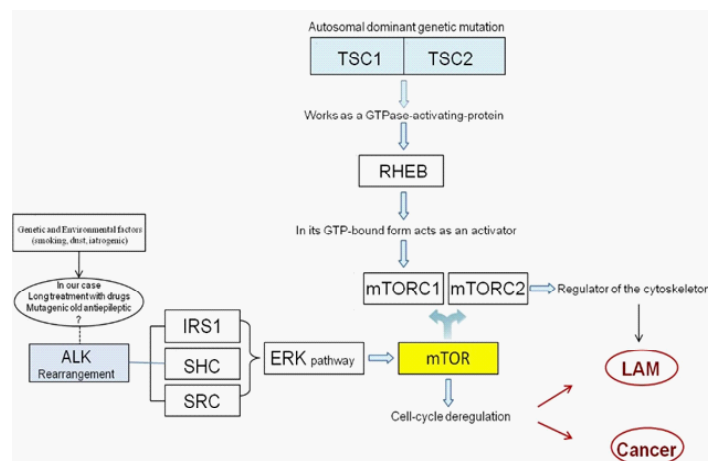 Autosomal dominant genetic mutation
TSC1 TSC2
Works as a GTPase-activating-protein
RHEB
In its GTP-bound form acts as an activator
mTORC1 mTORC2
Regulator of the cytoskeleton
Genetic and Environmental factors
(smoking, dust, iatrogenic)
In our case
Long treatment with drugs
Mutagenic old antiepileptic
?
ALK
Rearrangement
IRS1
SHC
SRC
ERK pathway
mTOR
Cell-cycle deregulation
LAM
Cancer